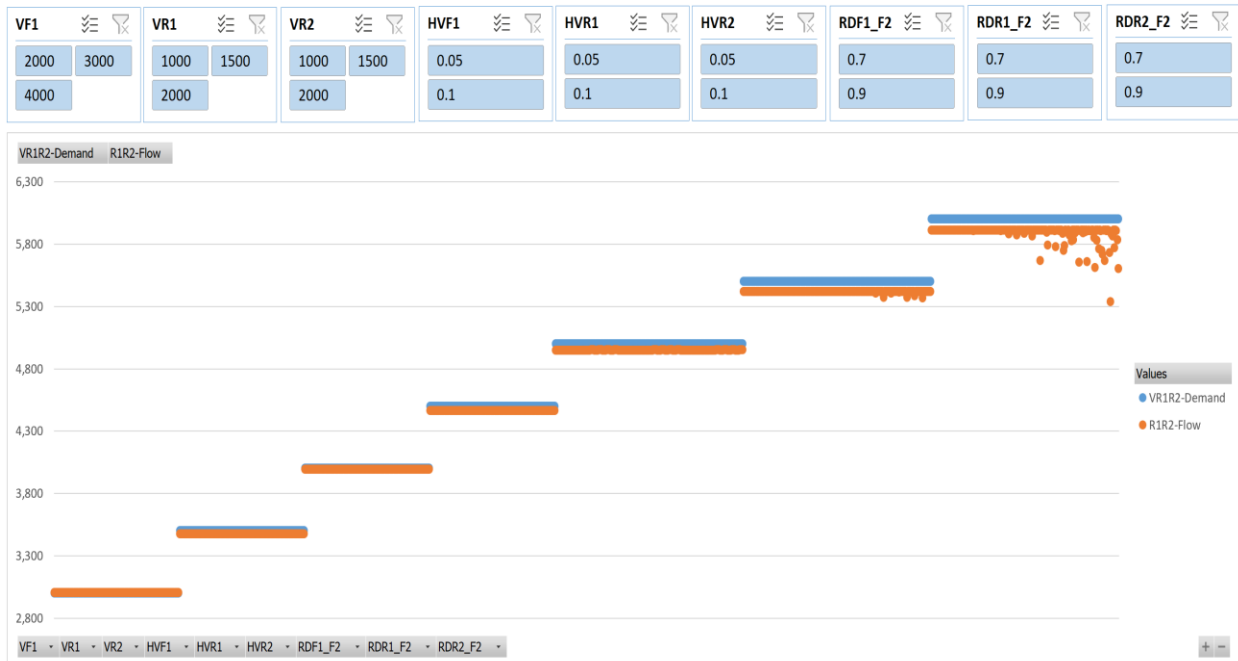 VF1 VR1 VR2 HVF1 HVR1 HVR2 RDF1_F2 RDR1_F2 RDR2_F2
2000 3000 1000 1500 1000 1500 0.05 0.05 0.05 0.7 0.7 0.7
4000 2000 2000 0.1 0.1 0.1 0.9 0.9 0.9
VR1R2-Demand R1R2-Flow
6,300
5,800
5,300
4,800
Values
VR1R2-Demand
R1R2-Flow
4,300
3,800
3,300
2,800
VF1 VR1 VR2 HVF1 HVR1 HVR2 RDF1_F2 RDR1_F2 RDR2_F2 + -